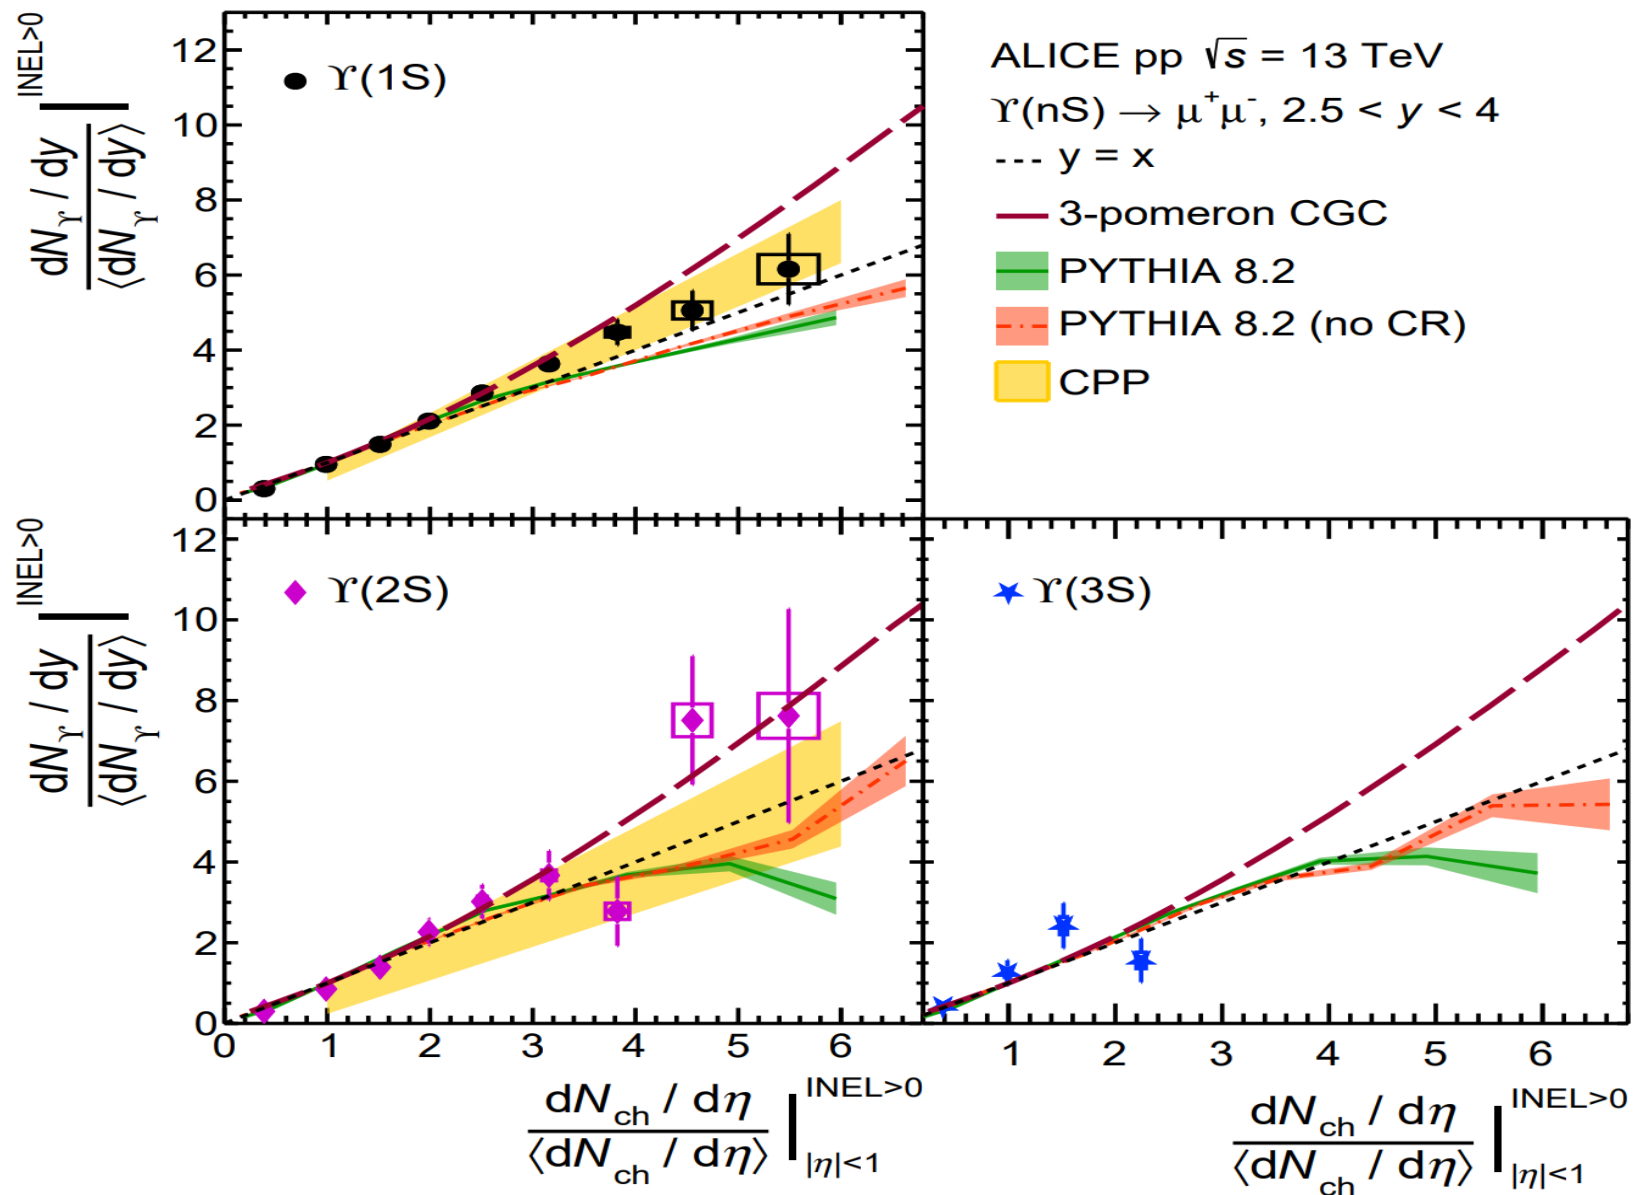 12
10
8
6
4
2
0
dN_ϒ / dy
⟨dN_ϒ / dy⟩
INEL>0
ϒ(1S)
ALICE pp √s = 13 TeV
ϒ(nS) → μ⁺μ⁻, 2.5 < y < 4
y = x
3-pomeron CGC
PYTHIA 8.2
PYTHIA 8.2 (no CR)
CPP
12
10
8
6
4
2
0
dN_ϒ / dy
⟨dN_ϒ / dy⟩
INEL>0
ϒ(2S)
ϒ(3S)
0 1 2 3 4 5 6
1 2 3 4 5 6
dN_ch / dη
⟨dN_ch / dη⟩
INEL>0
|η|<1
dN_ch / dη
⟨dN_ch / dη⟩
INEL>0
|η|<1